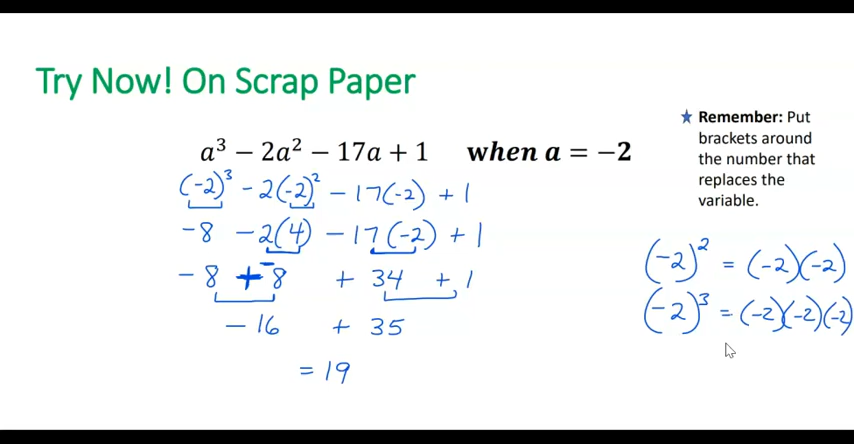 Try Now! On Scrap Paper
a³ − 2a² − 17a + 1 when a = −2
(-2)³ - 2(-2)² - 17(-2) + 1
-8 - 2(4) - 17(-2) + 1
-8 + -8 + 34 + 1
-16 + 35
= 19
★ Remember: Put
brackets around
the number that
replaces the
variable.
(-2)² = (-2)(-2)
(-2)³ = (-2)(-2)(-2)